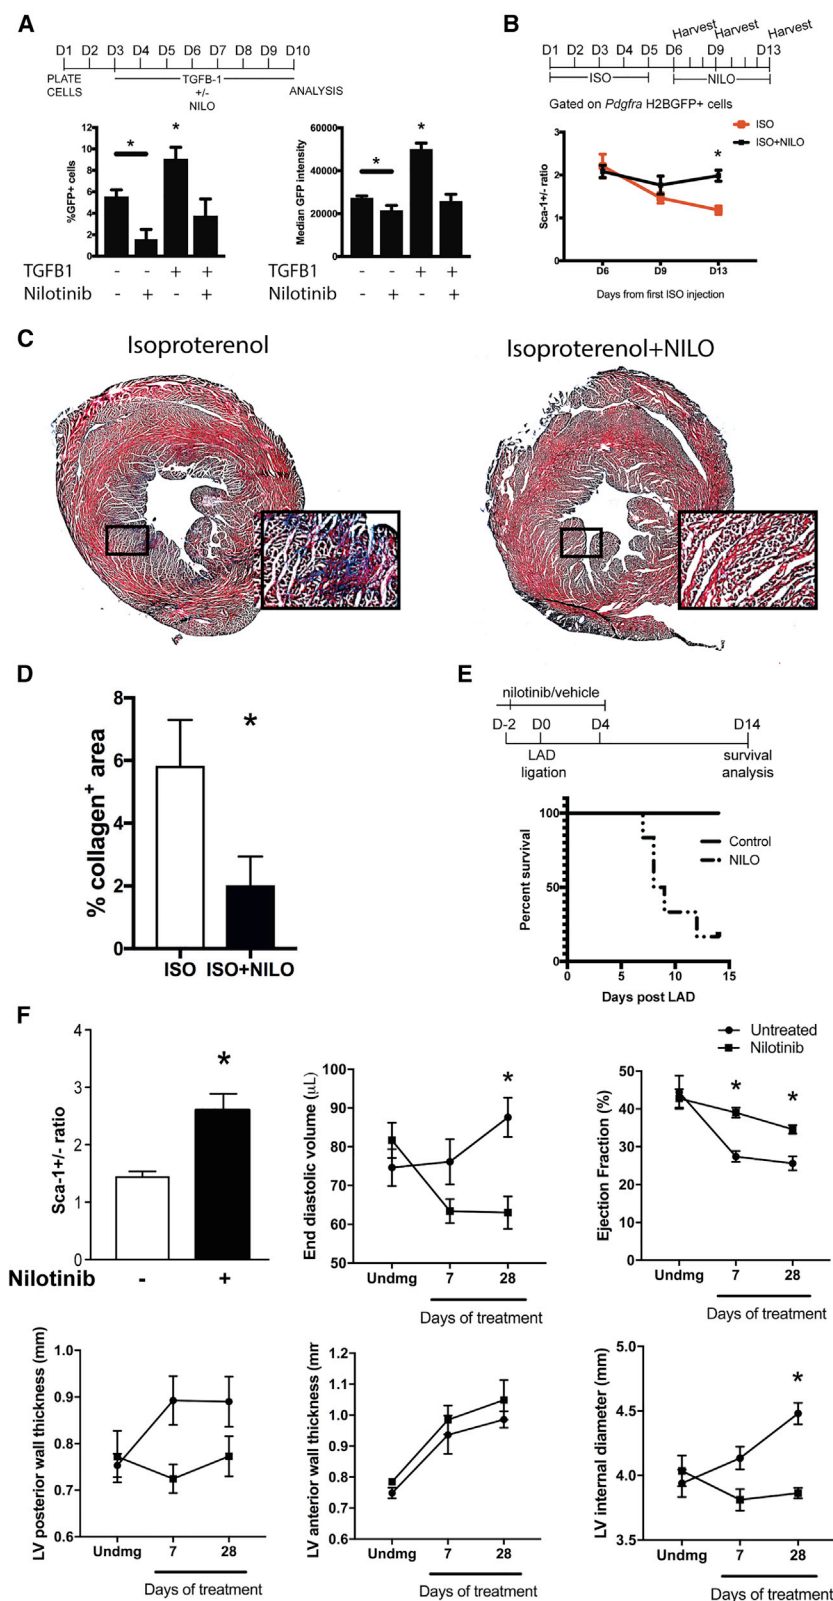 A
D1 D2 D3 D4 D5 D6 D7 D8 D9 D10
PLATE CELLS
TGFB-1
+/-
NILO
ANALYSIS
%GFP+ cells
12
10
8
6
4
2
0
*
*
TGFB1 - - + +
Nilotinib - + - +
Median GFP intensity
60000
40000
20000
0
*
*
TGFB1 - - + +
Nilotinib - + - +
B
Harvest Harvest Harvest
D1 D2 D3 D4 D5 D6 D9 D13
ISO NILO
Gated on Pdgfra H2BGFP+ cells
ISO
ISO+NILO
Sca-1+/- ratio
3
2
1
0
*
D6 D9 D13
Days from first ISO injection
C
Isoproterenol
Isoproterenol+NILO
D
% collagen+ area
8
6
4
2
0
*
ISO ISO+NILO
E
nilotinib/vehicle
D-2 D0 D4 D14
LAD
ligation
survival
analysis
Percent survival
100
50
0
Control
NILO
0 5 10 15
Days post LAD
F
Sca-1+/- ratio
4
3
2
1
0
*
Nilotinib - +
End diastolic volume (μL)
100
90
80
70
60
50
*
Undmg 7 28
Days of treatment
Untreated
Nilotinib
Ejection Fraction (%)
50
40
30
20
10
0
*
*
Undmg 7 28
Days of treatment
LV posterior wall thickness (mm)
1.0
0.9
0.8
0.7
0.6
Undmg 7 28
Days of treatment
LV anterior wall thickness (mm
1.2
1.1
1.0
0.9
0.8
0.7
0.6
Undmg 7 28
Days of treatment
LV internal diameter (mm)
5.0
4.5
4.0
3.5
*
Undmg 7 28
Days of treatment